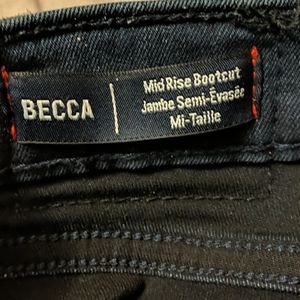 BECCA
Mid Rise Bootcut
Jambe Semi-Évasée
Mi-Taille